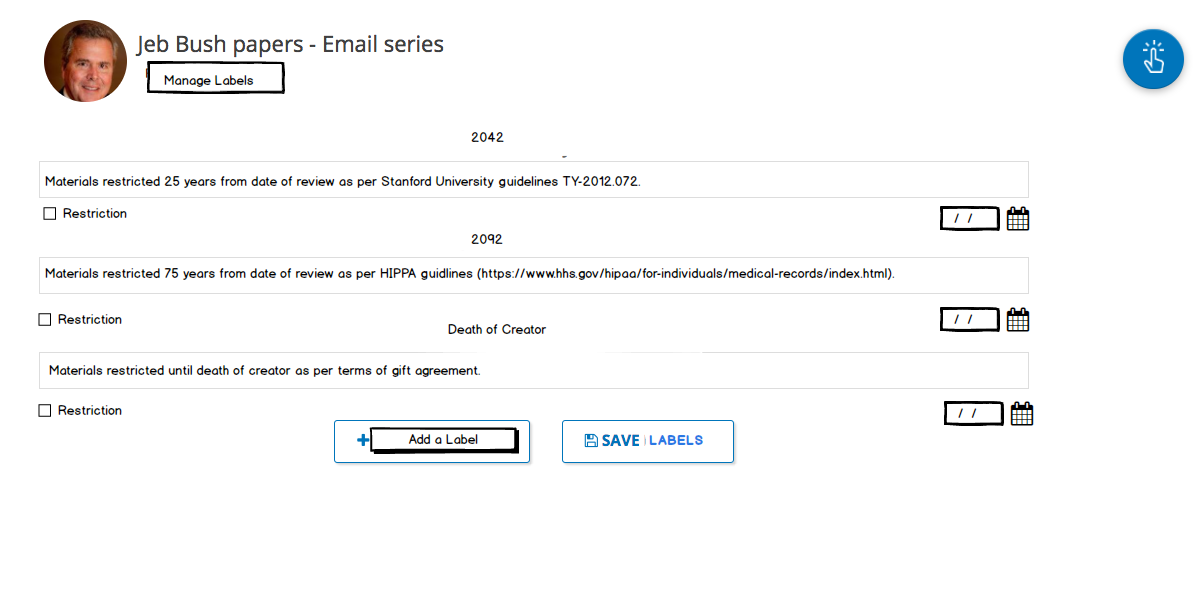 Jeb Bush papers - Email series
Manage Labels
2042
Materials restricted 25 years from date of review as per Stanford University guidelines TY-2012.072.
Restriction
/ /
2092
Materials restricted 75 years from date of review as per HIPPA guidlines (https://www.hhs.gov/hipaa/for-individuals/medical-records/index.html).
Restriction
/ /
Death of Creator
Materials restricted until death of creator as per terms of gift agreement.
Restriction
/ /
+ Add a Label
SAVE LABELS